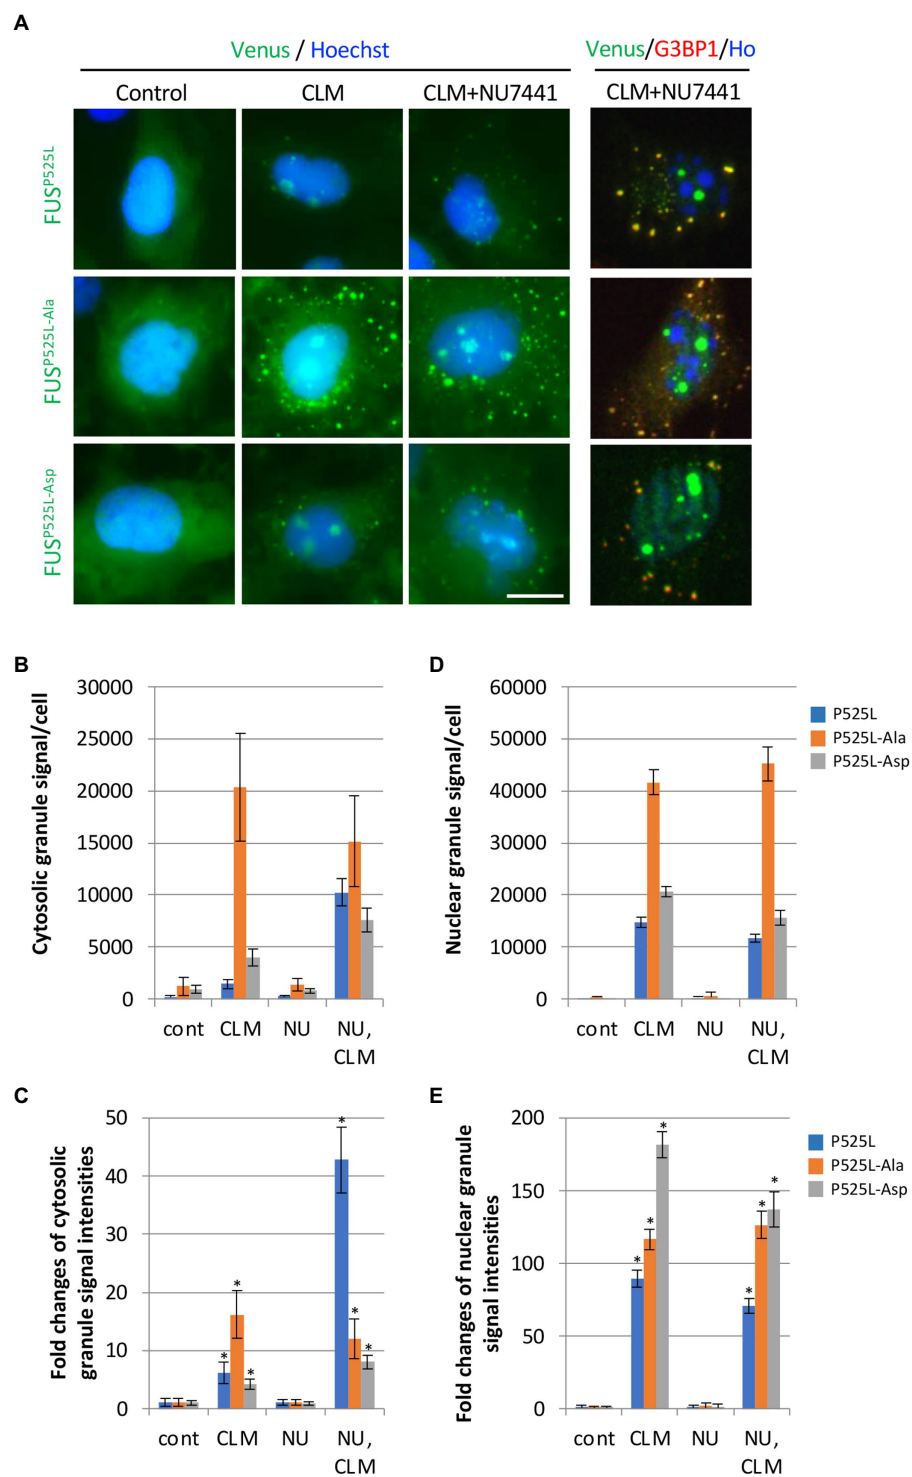 A
Venus / Hoechst
Venus/G3BP1/Ho
Control
CLM
CLM+NU7441
CLM+NU7441
FUSP525L
FUSP525L-Ala
FUSP525L-Asp
B
Cytosolic granule signal/cell
30000
25000
20000
15000
10000
5000
0
cont
CLM
NU
NU,
CLM
D
Nuclear granule signal/cell
60000
50000
40000
30000
20000
10000
0
cont
CLM
NU
NU,
CLM
P525L
P525L-Ala
P525L-Asp
C
Fold changes of cytosolic
granule signal intensities
50
40
30
20
10
0
*
*
*
*
*
*
cont
CLM
NU
NU,
CLM
E
Fold changes of nuclear granule
signal intensities
200
150
100
50
0
*
*
*
*
*
*
cont
CLM
NU
NU,
CLM
P525L
P525L-Ala
P525L-Asp